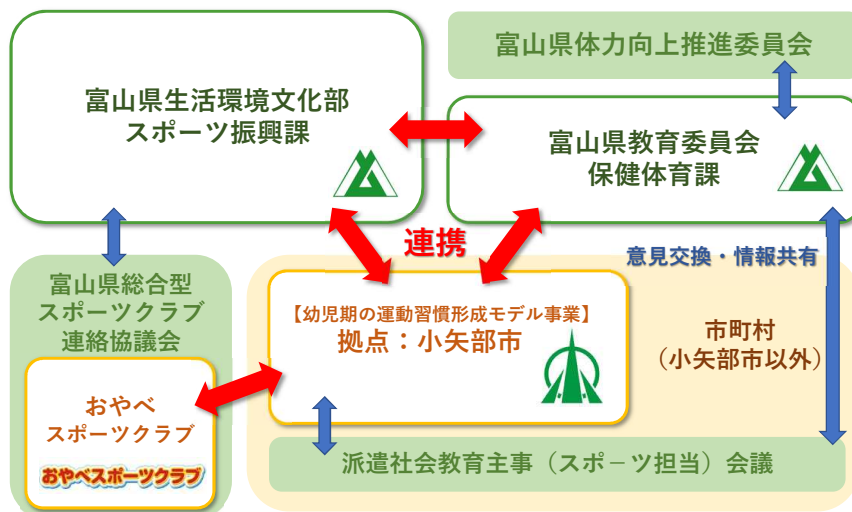 富山県体力向上推進委員会
富山県生活環境文化部
スポーツ振興課
富山県教育委員会
保健体育課
連携
意見交換・情報共有
富山県総合型
スポーツクラブ
連絡協議会
【幼児期の運動習慣形成モデル事業】
拠点：小矢部市
市町村
（小矢部市以外）
おやべ
スポーツクラブ
おやべスポーツクラブ
派遣社会教育主事（スポーツ担当）会議